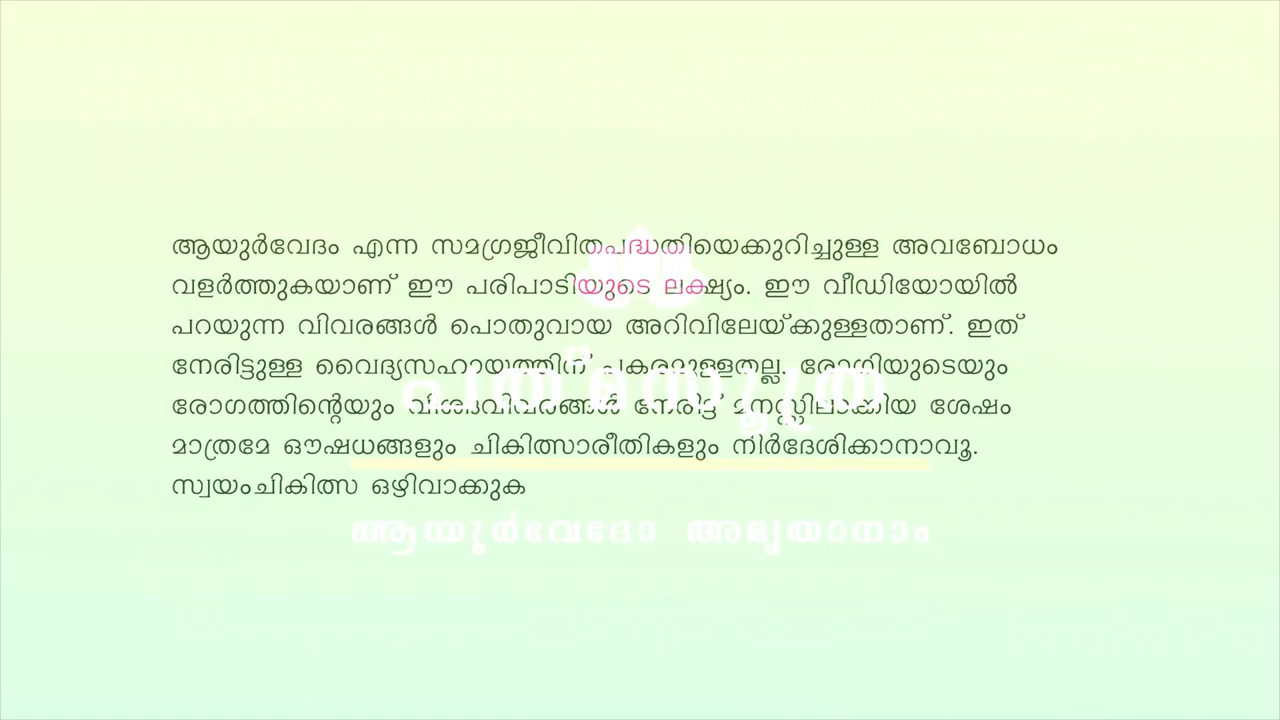 ആയുർവേദം എന്ന സമഗ്രജീവിതപദ്ധതിയെക്കുറിച്ചുള്ള അവബോധം
വളർത്തുകയാണ് ഈ പരിപാടിയുടെ ലക്ഷ്യം. ഈ വീഡിയോയിൽ
പറയുന്ന വിവരങ്ങൾ പൊതുവായ അറിവിലേയ്ക്കുള്ളതാണ്. ഇത്
നേരിട്ടുള്ള വൈദ്യസഹായത്തിന് പകരമുള്ളതല്ല. രോഗിയുടെയും
രോഗത്തിന്റെയും വിശദവിവരങ്ങൾ നേരിട്ട് മനസ്സിലാക്കിയ ശേഷം
മാത്രമേ ഔഷധങ്ങളും ചികിത്സാരീതികളും നിർദേശിക്കാനാവൂ.
സ്വയംചികിത്സ ഒഴിവാക്കുക
ആയുർവേദോ അമൃതാനാം